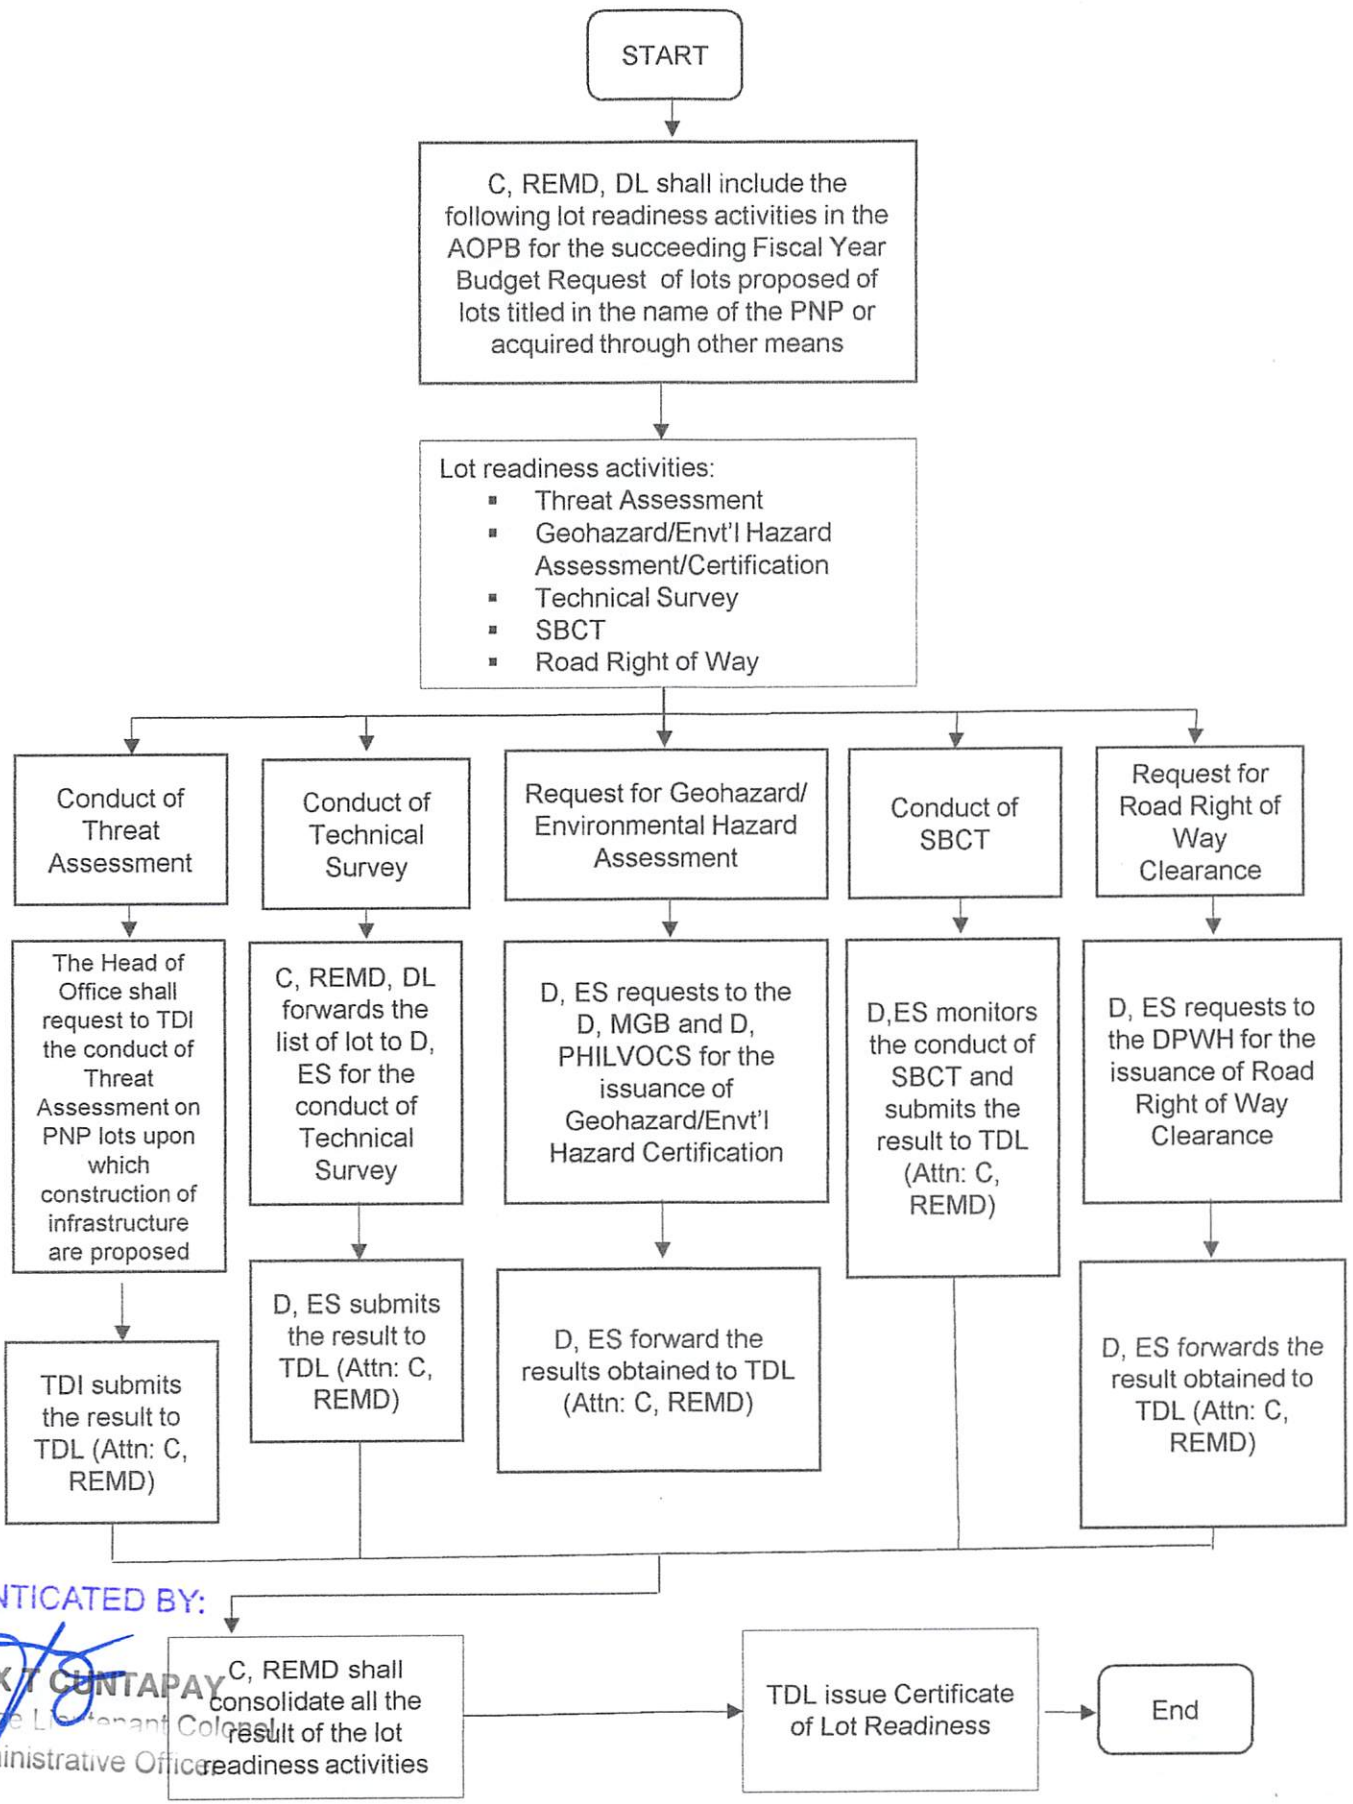 START
C, REMD, DL shall include the
following lot readiness activities in the
AOPB for the succeeding Fiscal Year
Budget Request of lots proposed of
lots titled in the name of the PNP or
acquired through other means
Lot readiness activities:
▪ Threat Assessment
▪ Geohazard/Envt'l Hazard
Assessment/Certification
▪ Technical Survey
▪ SBCT
▪ Road Right of Way
Conduct of
Threat
Assessment
Conduct of
Technical
Survey
Request for Geohazard/
Environmental Hazard
Assessment
Conduct of
SBCT
Request for
Road Right of
Way
Clearance
The Head of
Office shall
request to TDI
the conduct of
Threat
Assessment on
PNP lots upon
which
construction of
infrastructure
are proposed
C, REMD, DL
forwards the
list of lot to D,
ES for the
conduct of
Technical
Survey
D, ES requests to the
D, MGB and D,
PHILVOCS for the
issuance of
Geohazard/Envt'l
Hazard Certification
D,ES monitors
the conduct of
SBCT and
submits the
result to TDL
(Attn: C,
REMD)
D, ES requests to
the DPWH for the
issuance of Road
Right of Way
Clearance
TDI submits
the result to
TDL (Attn: C,
REMD)
D, ES submits
the result to
TDL (Attn: C,
REMD)
D, ES forward the
results obtained to TDL
(Attn: C, REMD)
D, ES forwards the
result obtained to
TDL (Attn: C,
REMD)
NTICATED BY:
X T CUNTAPAY
e Lieutenant Colonel
inistrative Officer
C, REMD shall
consolidate all the
result of the lot
readiness activities
TDL issue Certificate
of Lot Readiness
End